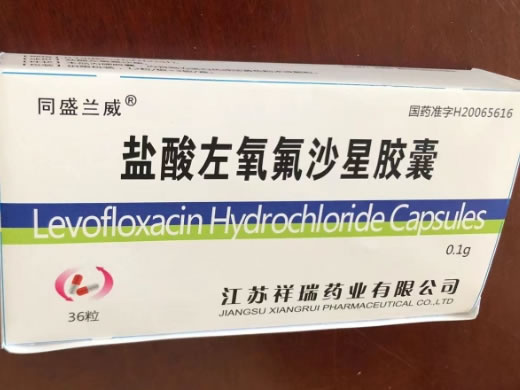 同盛兰威®
国药准字H20065616
盐酸左氧氟沙星胶囊
Levofloxacin Hydrochloride Capsules
0.1g
36粒
江苏祥瑞药业有限公司
JIANGSU XIANGRUI PHARMACEUTICAL CO.,LTD